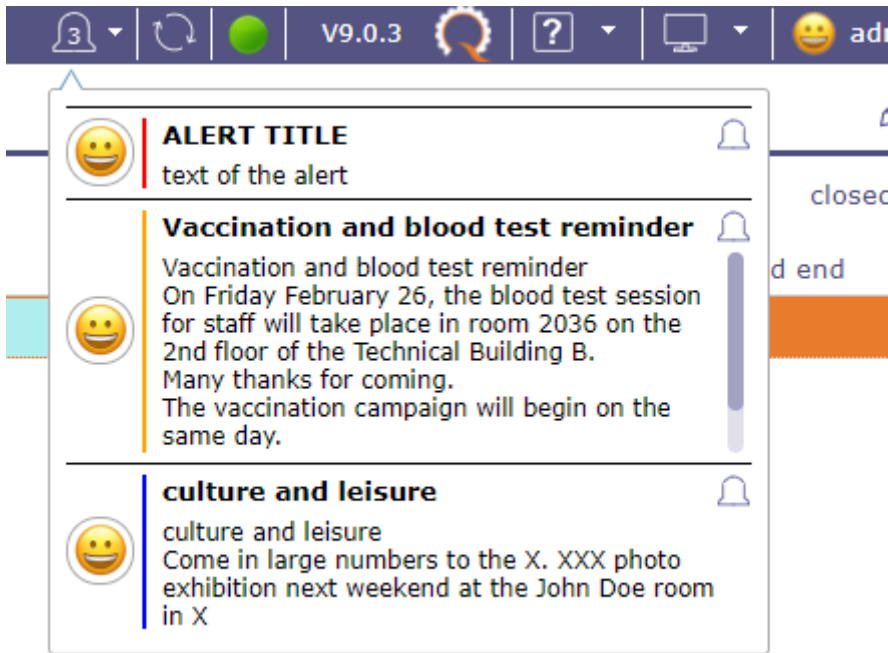 3 V9.0.3 ? adr
ALERT TITLE
text of the alert
closed
Vaccination and blood test reminder
Vaccination and blood test reminder
d end
On Friday February 26, the blood test session
for staff will take place in room 2036 on the
2nd floor of the Technical Building B.
Many thanks for coming.
The vaccination campaign will begin on the
same day.
culture and leisure
culture and leisure
Come in large numbers to the X. XXX photo
exhibition next weekend at the John Doe room
in X